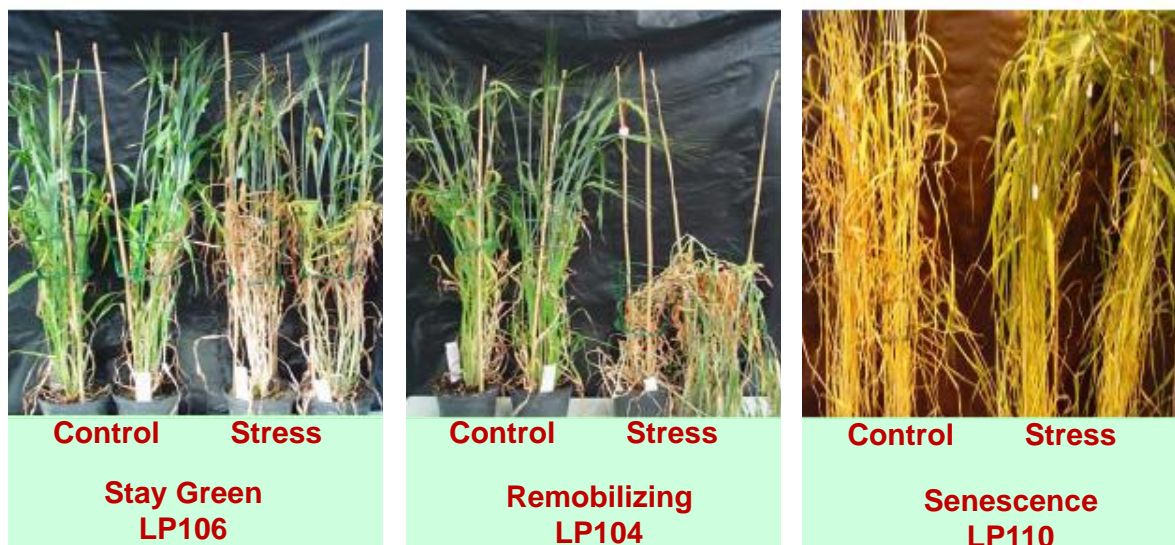 Control Stress
Stay Green
LP106
Control Stress
Remobilizing
LP104
Control Stress
Senescence
LP110